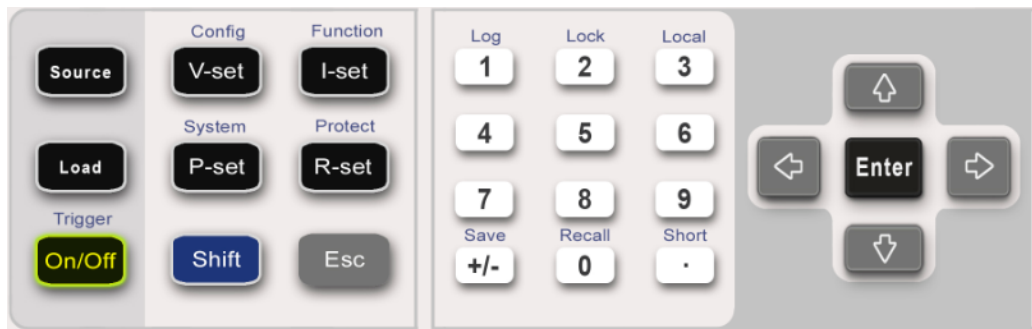 Config Function
Log Lock Local
Source V-set I-set
1 2 3
System Protect
4 5 6
Load P-set R-set
7 8 9
Trigger
Save Recall Short
On/Off Shift Esc
+/- 0 .
Enter